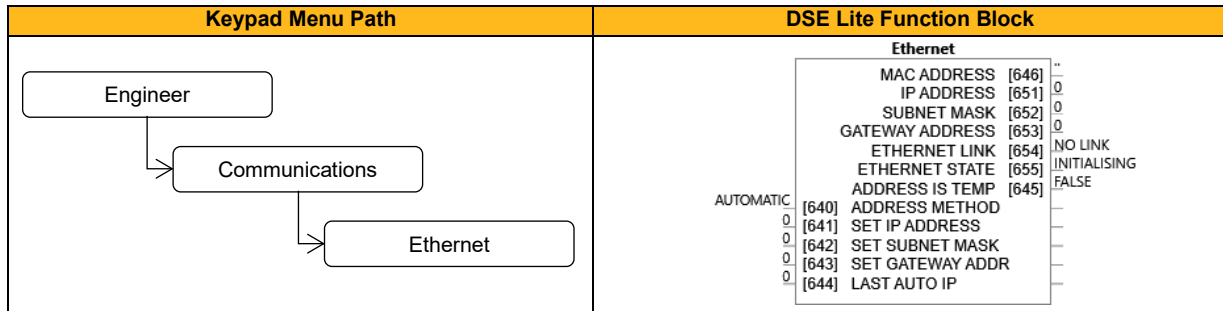 Keypad Menu Path
DSE Lite Function Block
Engineer
Communications
Ethernet
Ethernet
MAC ADDRESS [646] "
IP ADDRESS [651] 0
SUBNET MASK [652] 0
GATEWAY ADDRESS [653] 0
ETHERNET LINK [654] NO LINK
ETHERNET STATE [655] INITIALISING
ADDRESS IS TEMP [645] FALSE
AUTOMATIC [640] ADDRESS METHOD
0 [641] SET IP ADDRESS
0 [642] SET SUBNET MASK
0 [643] SET GATEWAY ADDR
0 [644] LAST AUTO IP